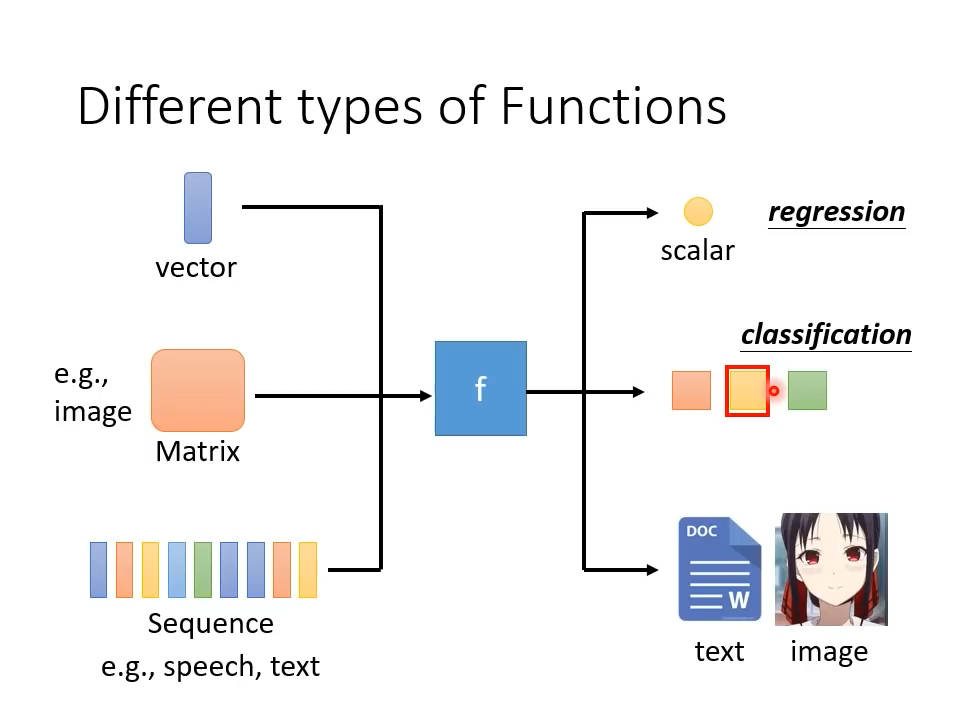 Different types of Functions
vector
e.g.,
image
Matrix
Sequence
e.g., speech, text
f
scalar
regression
classification
DOC
W
text
image